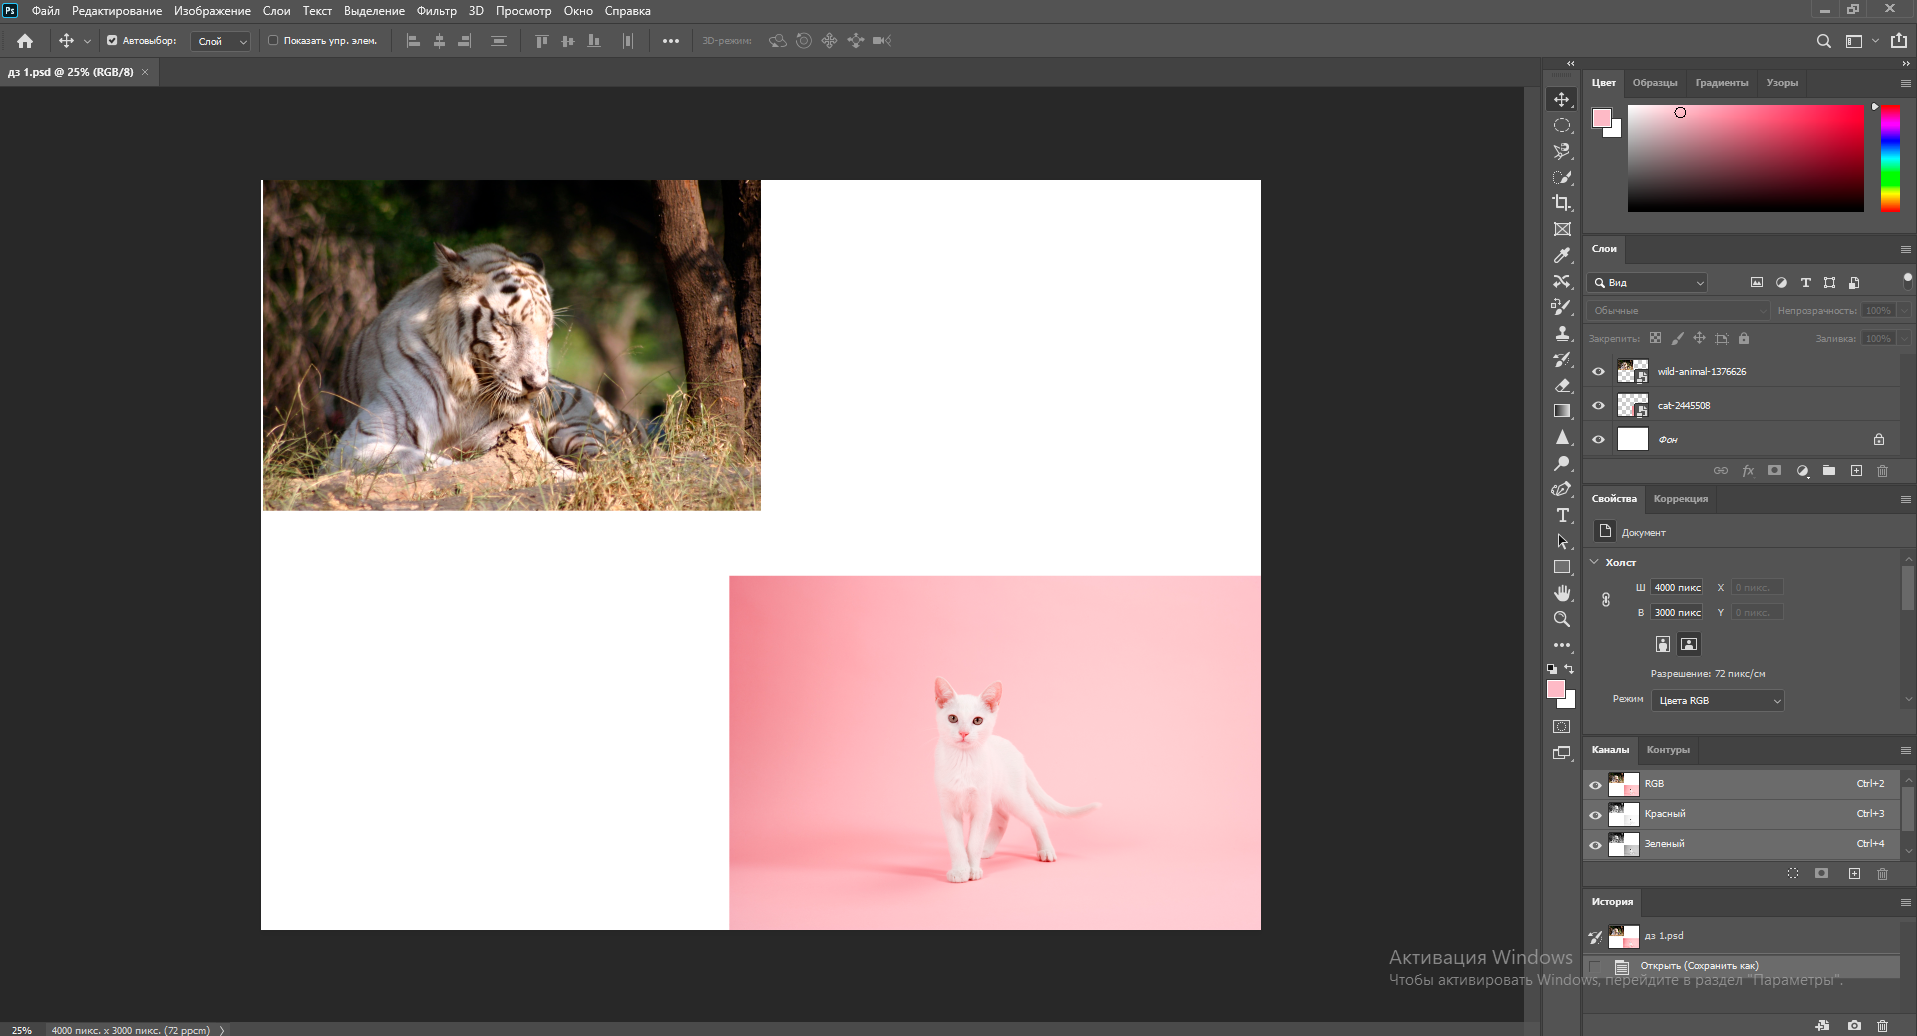 Ps Файл Редактирование Изображение Слои Текст Выделение Фильтр 3D Просмотр Окно Справка
Автовыбор: Слой Показать упр. элем. 3D-режим:
дз 1.psd @ 25% (RGB/8)
Цвет Образцы Градиенты Узоры
Слои
Вид
Обычные Непрозрачность: 100%
Закрепить: Заливка: 100%
wild-animal-1376626
cat-2445508
Фон
fx
Свойства Коррекция
Документ
Холст
Ш 4000 пикс X 0 пикс.
В 3000 пикс Y 0 пикс.
Разрешение: 72 пикс/см
Режим Цвета RGB
Каналы Контуры
RGB Ctrl+2
Красный Ctrl+3
Зеленый Ctrl+4
История
дз 1.psd
Открыть (Сохранить как)
Активация Windows
Чтобы активировать Windows, перейдите в раздел "Параметры".
25% 4000 пикс. x 3000 пикс. (72 ppcm)